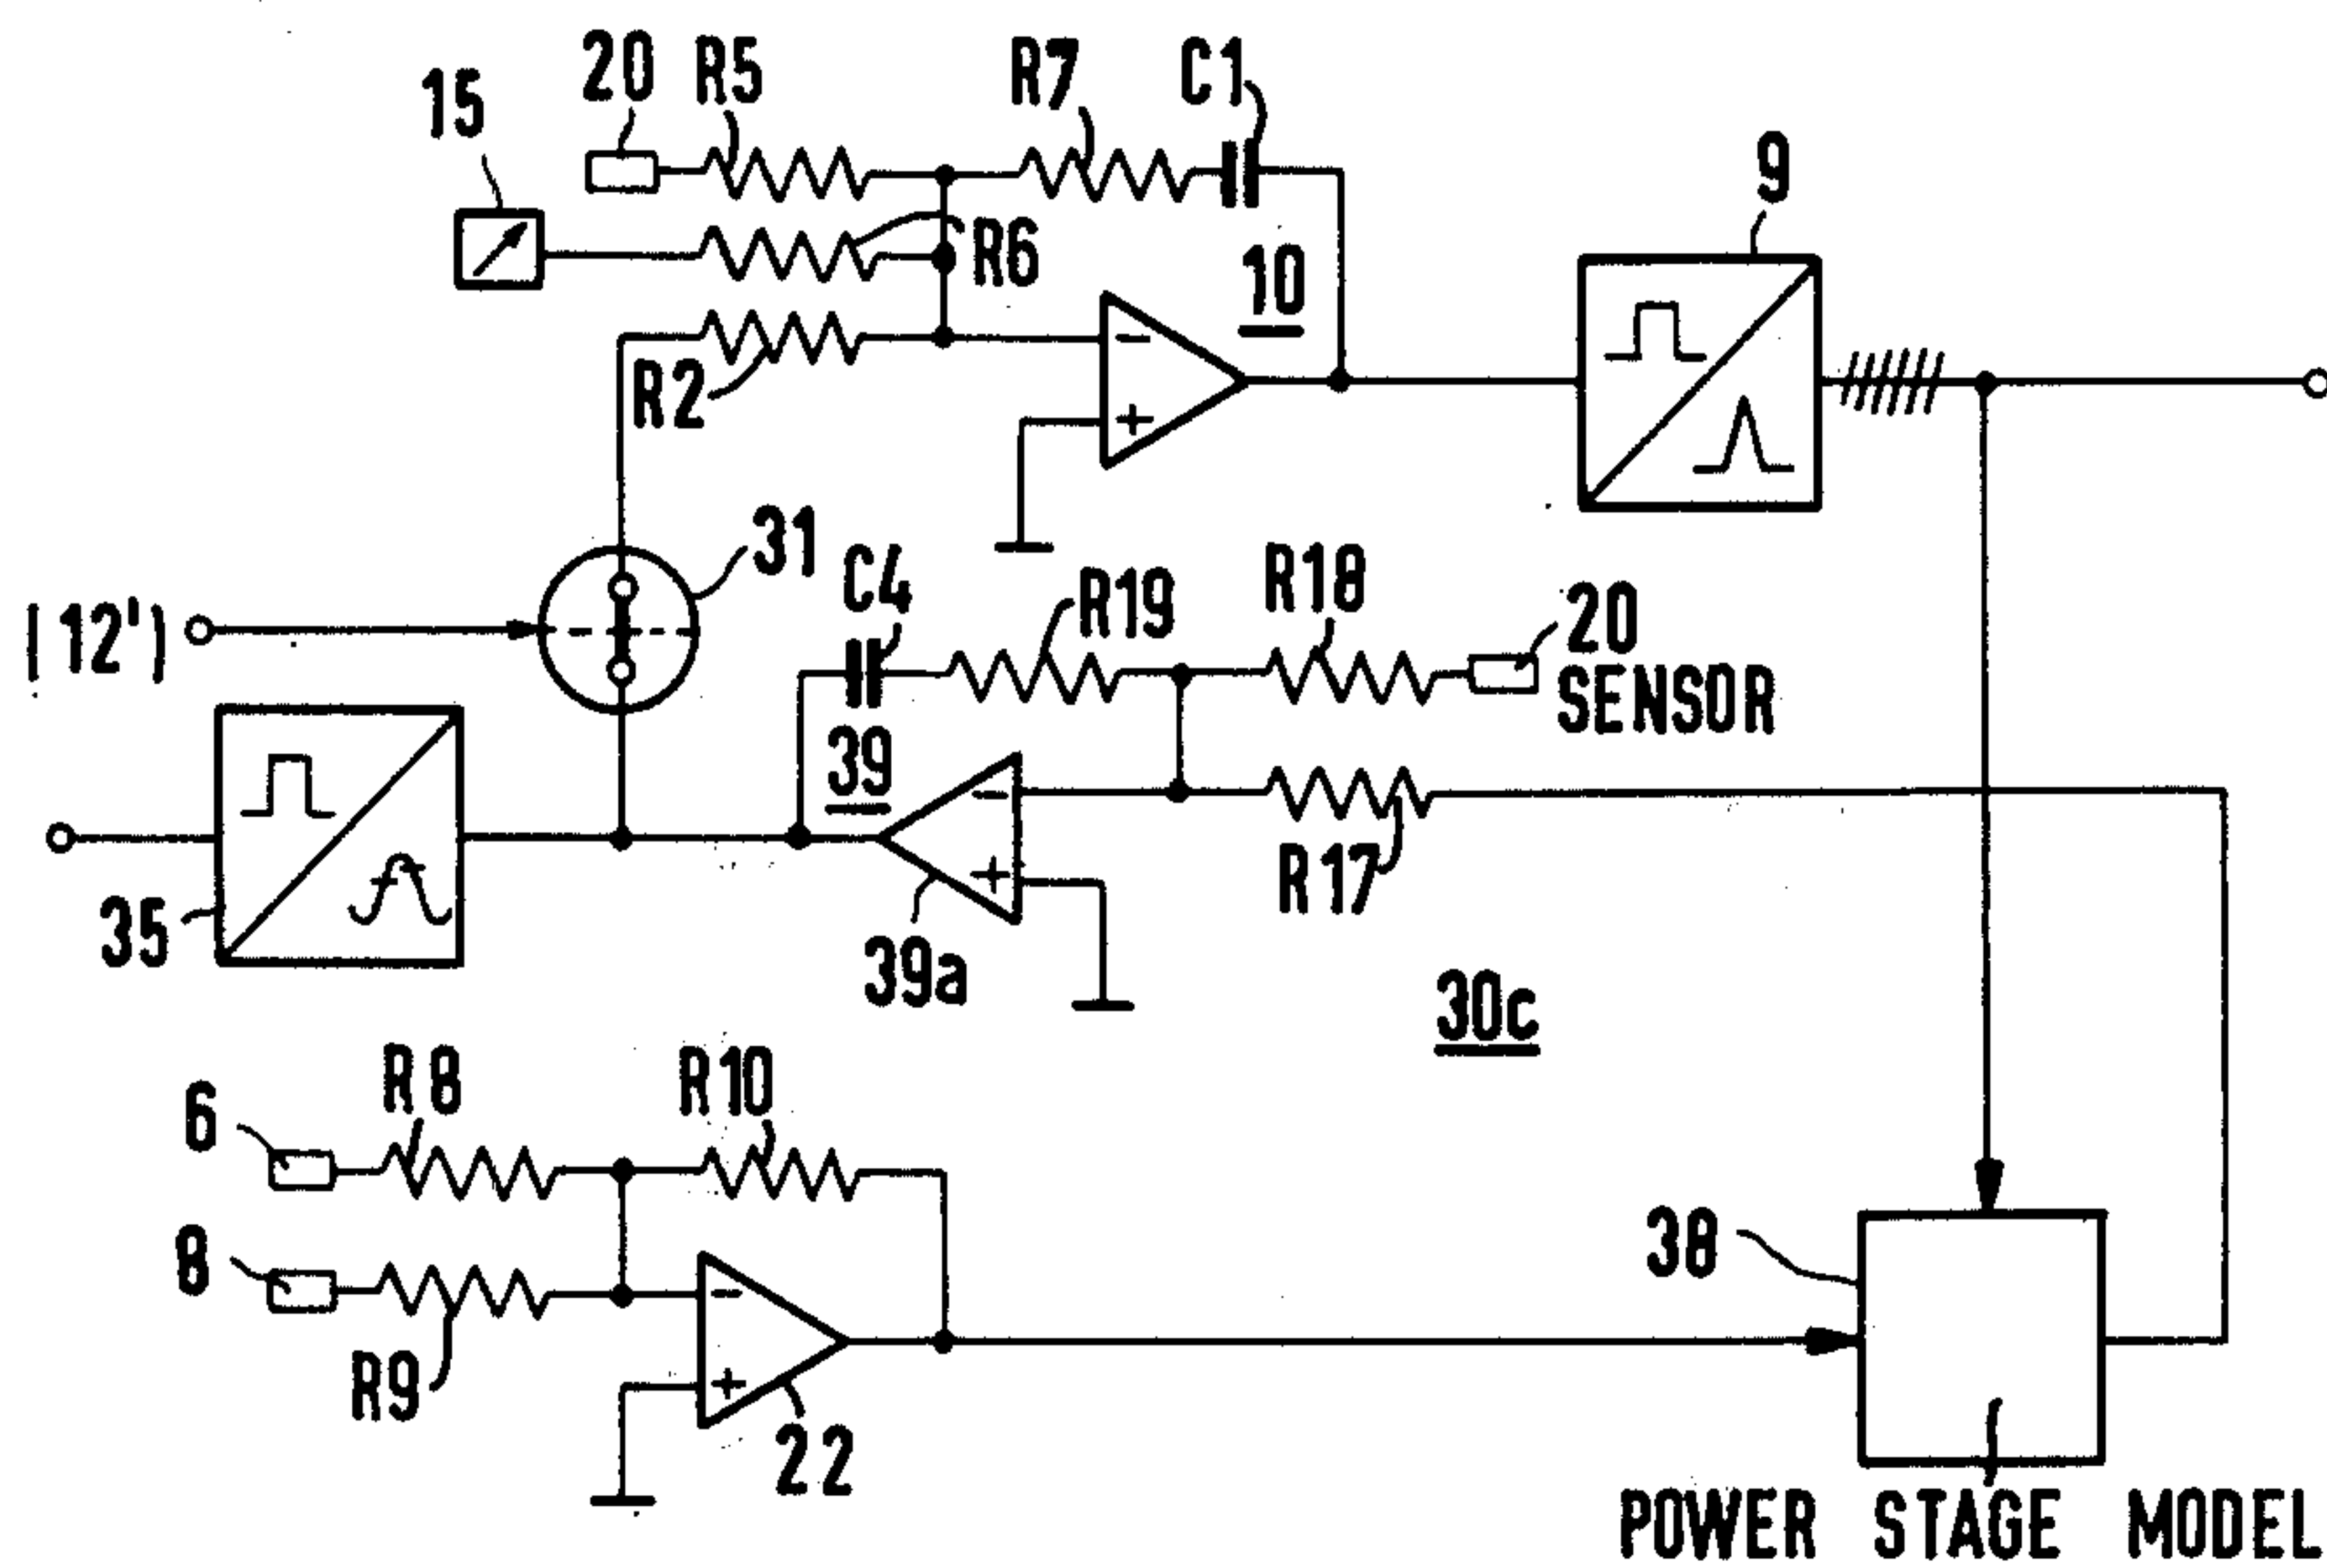 20 R5 R7 C1
15
9
R6
10
R2
31
C4 R19 R18
20
SENSOR
(12')
39
R17
35
39a
30c
R8 R10
6
8
38
R9
22
POWER STAGE MODEL